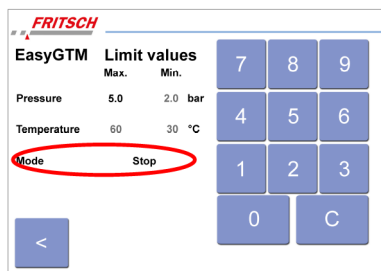 FRITSCH
EasyGTM Limit values
Max. Min.
Pressure 5.0 2.0 bar
Temperature 60 30 °C
Mode Stop
7 8 9
4 5 6
1 2 3
0 C
<